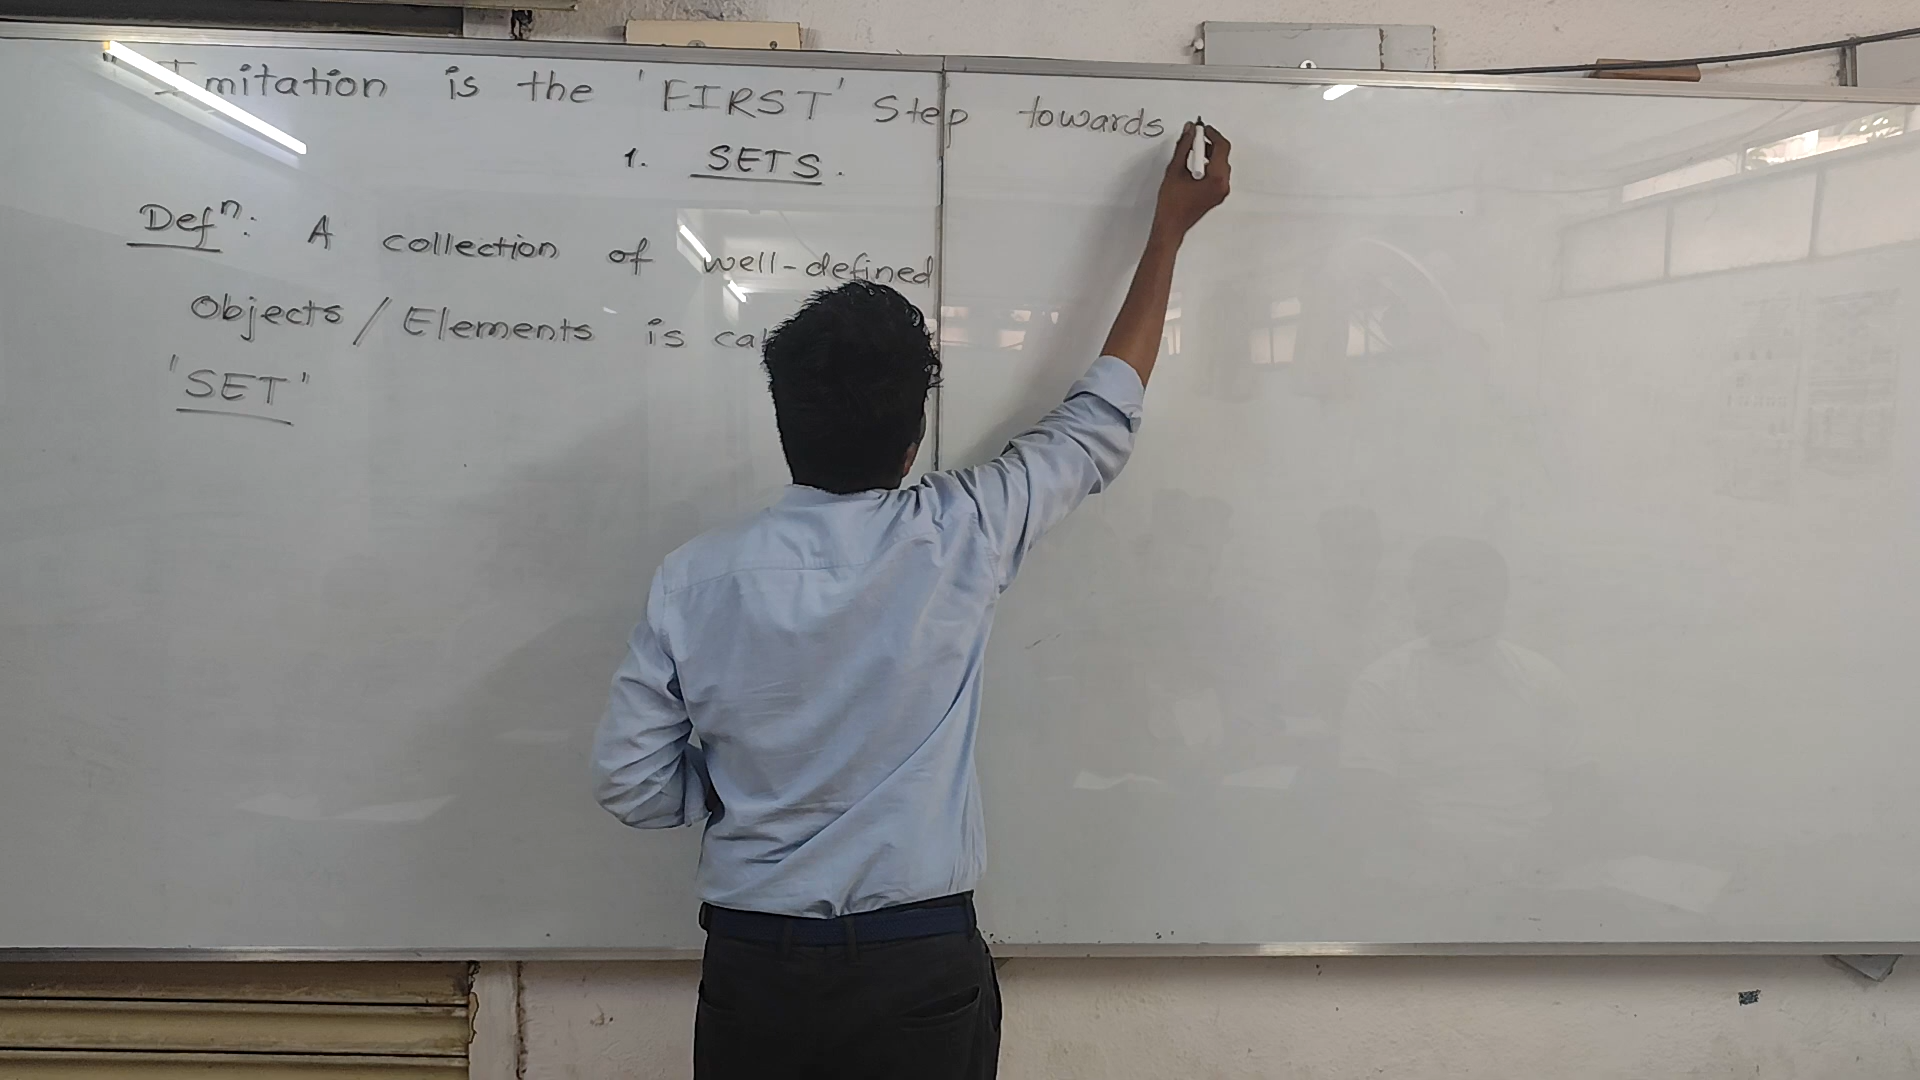 " Imitation is the 'FIRST' Step towards
1. SETS.
Defⁿ: A collection of well-defined
Objects / Elements is
"SET"